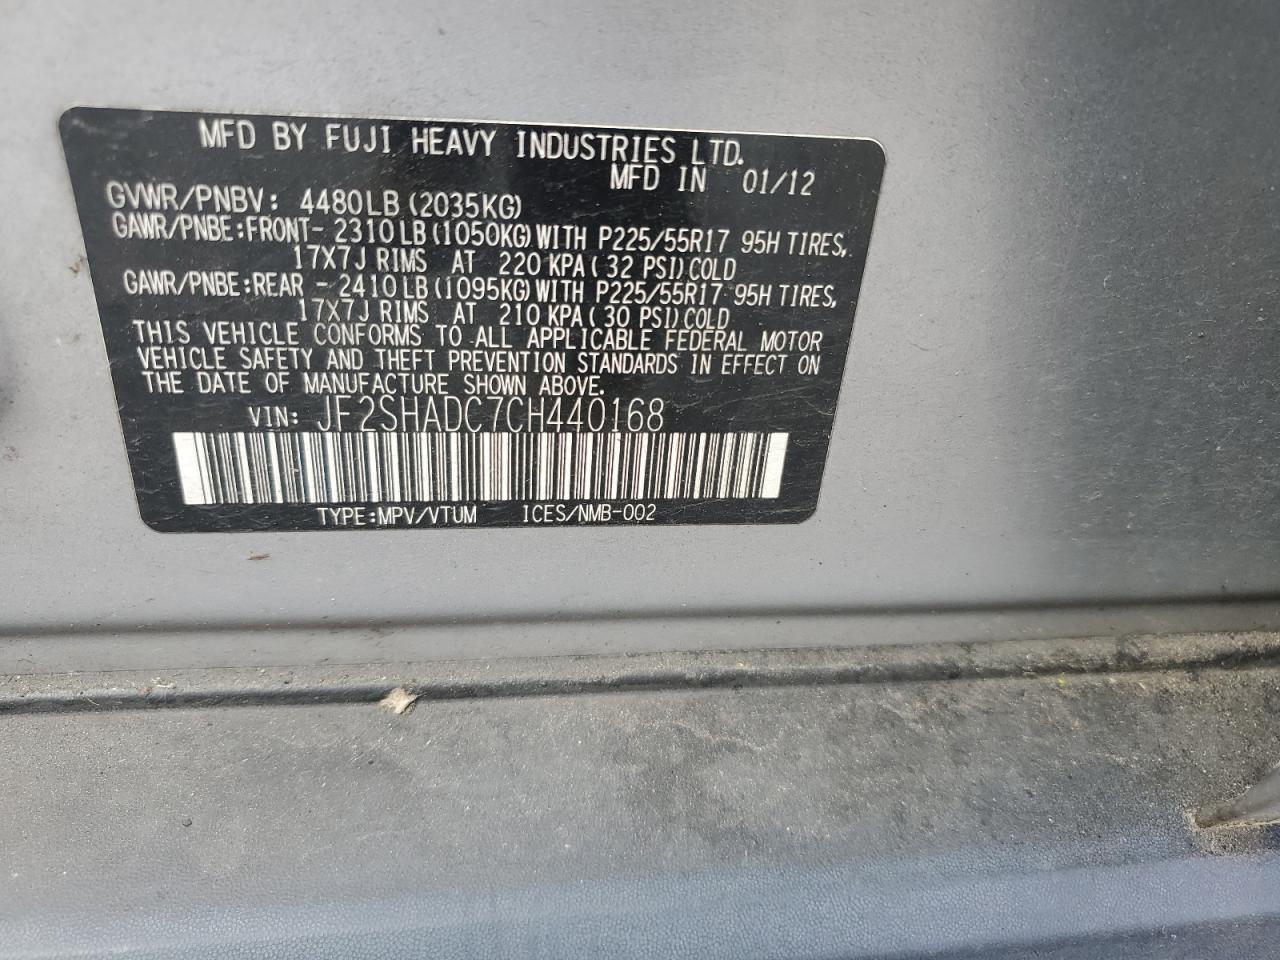 MFD BY FUJI HEAVY INDUSTRIES LTD.
MFD IN 01/12
GVWR/PNBV: 4480LB (2035KG)
GAWR/PNBE:FRONT- 2310LB(1050KG)WITH P225/55R17 95H TIRES,
17X7J RIMS AT 220 KPA(32 PSI)COLD
GAWR/PNBE:REAR - 2410LB(1095KG)WITH P225/55R17 95H TIRES,
17X7J RIMS AT 210 KPA(30 PSI)COLD
THIS VEHICLE CONFORMS TO ALL APPLICABLE FEDERAL MOTOR
VEHICLE SAFETY AND THEFT PREVENTION STANDARDS IN EFFECT ON
THE DATE OF MANUFACTURE SHOWN ABOVE.
VIN: JF2SHADC7CH440168
TYPE:MPV/VTUM ICES/NMB-002